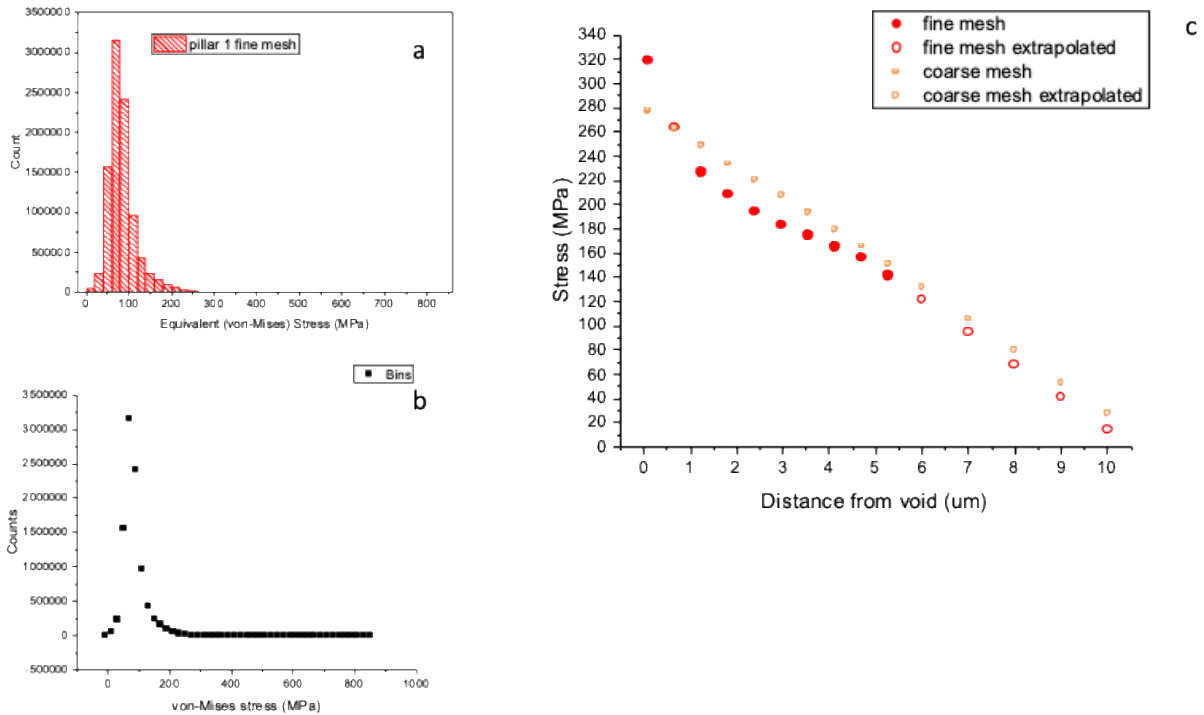 a
pillar 1 fine mesh
3500000
3000000
2500000
2000000
1500000
1000000
500000
0
Count
0 100 200 300 400 500 600 700 800
Equivalent (von-Mises) Stress (MPa)
b
Bins
3500000
3000000
2500000
2000000
1500000
1000000
500000
0
-500000
Counts
0 200 400 600 800 1000
von-Mises stress (MPa)
c
fine mesh
fine mesh extrapolated
coarse mesh
coarse mesh extrapolated
340
320
300
280
260
240
220
200
180
160
140
120
100
80
60
40
20
0
Stress (MPa)
0 1 2 3 4 5 6 7 8 9 10
Distance from void (um)